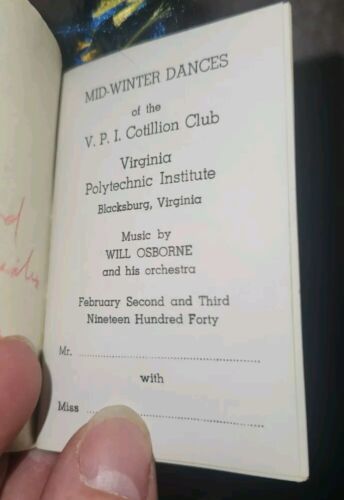 MID-WINTER DANCES
of the
V. P. I. Cotillion Club
Virginia
Polytechnic Institute
Blacksburg, Virginia
Music by
WILL OSBORNE
and his orchestra
February Second and Third
Nineteen Hundred Forty
Mr. ................................................
with
Miss ................................................